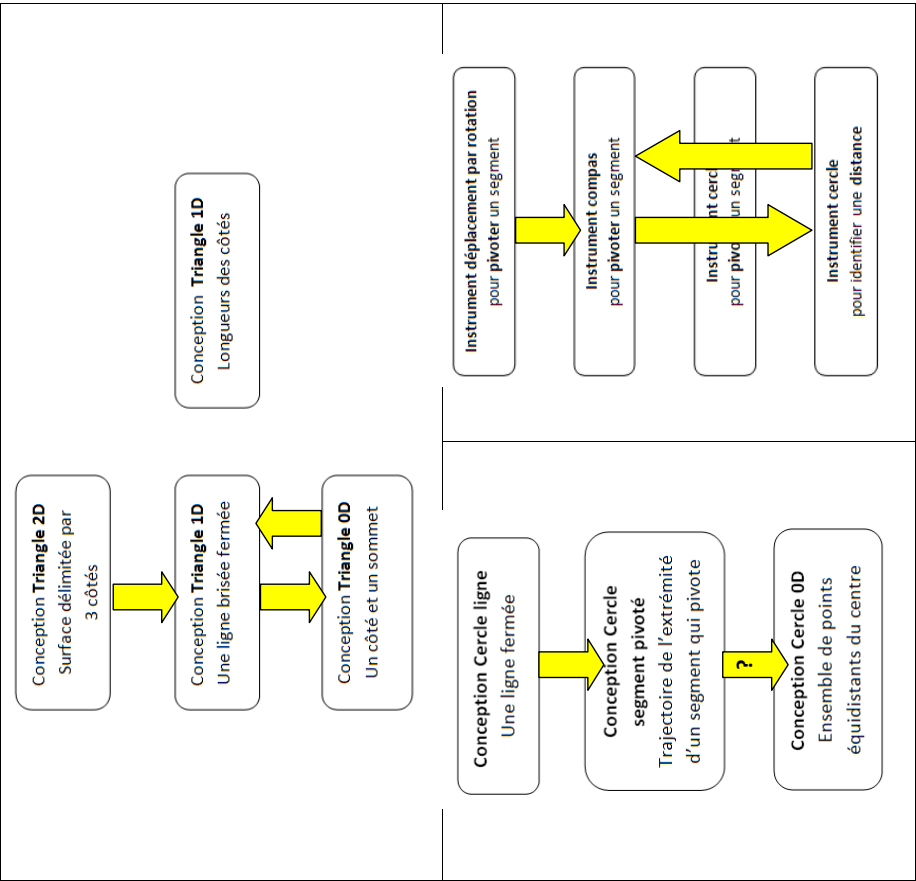 Conception Triangle 2D
Surface délimitée par
3 côtés
Conception Triangle 1D
Une ligne brisée fermée
Conception Triangle 0D
Un côté et un sommet
Conception Triangle 1D
Longueurs des côtés
Conception Cercle ligne
Une ligne fermée
Conception Cercle
segment pivoté
Trajectoire de l'extrémité
d'un segment qui pivote
?
Conception Cercle 0D
Ensemble de points
équidistants du centre
Instrument déplacement par rotation
pour pivoter un segment
Instrument compas
pour pivoter un segment
pour un
Instrument cercle
pour identifier une distance